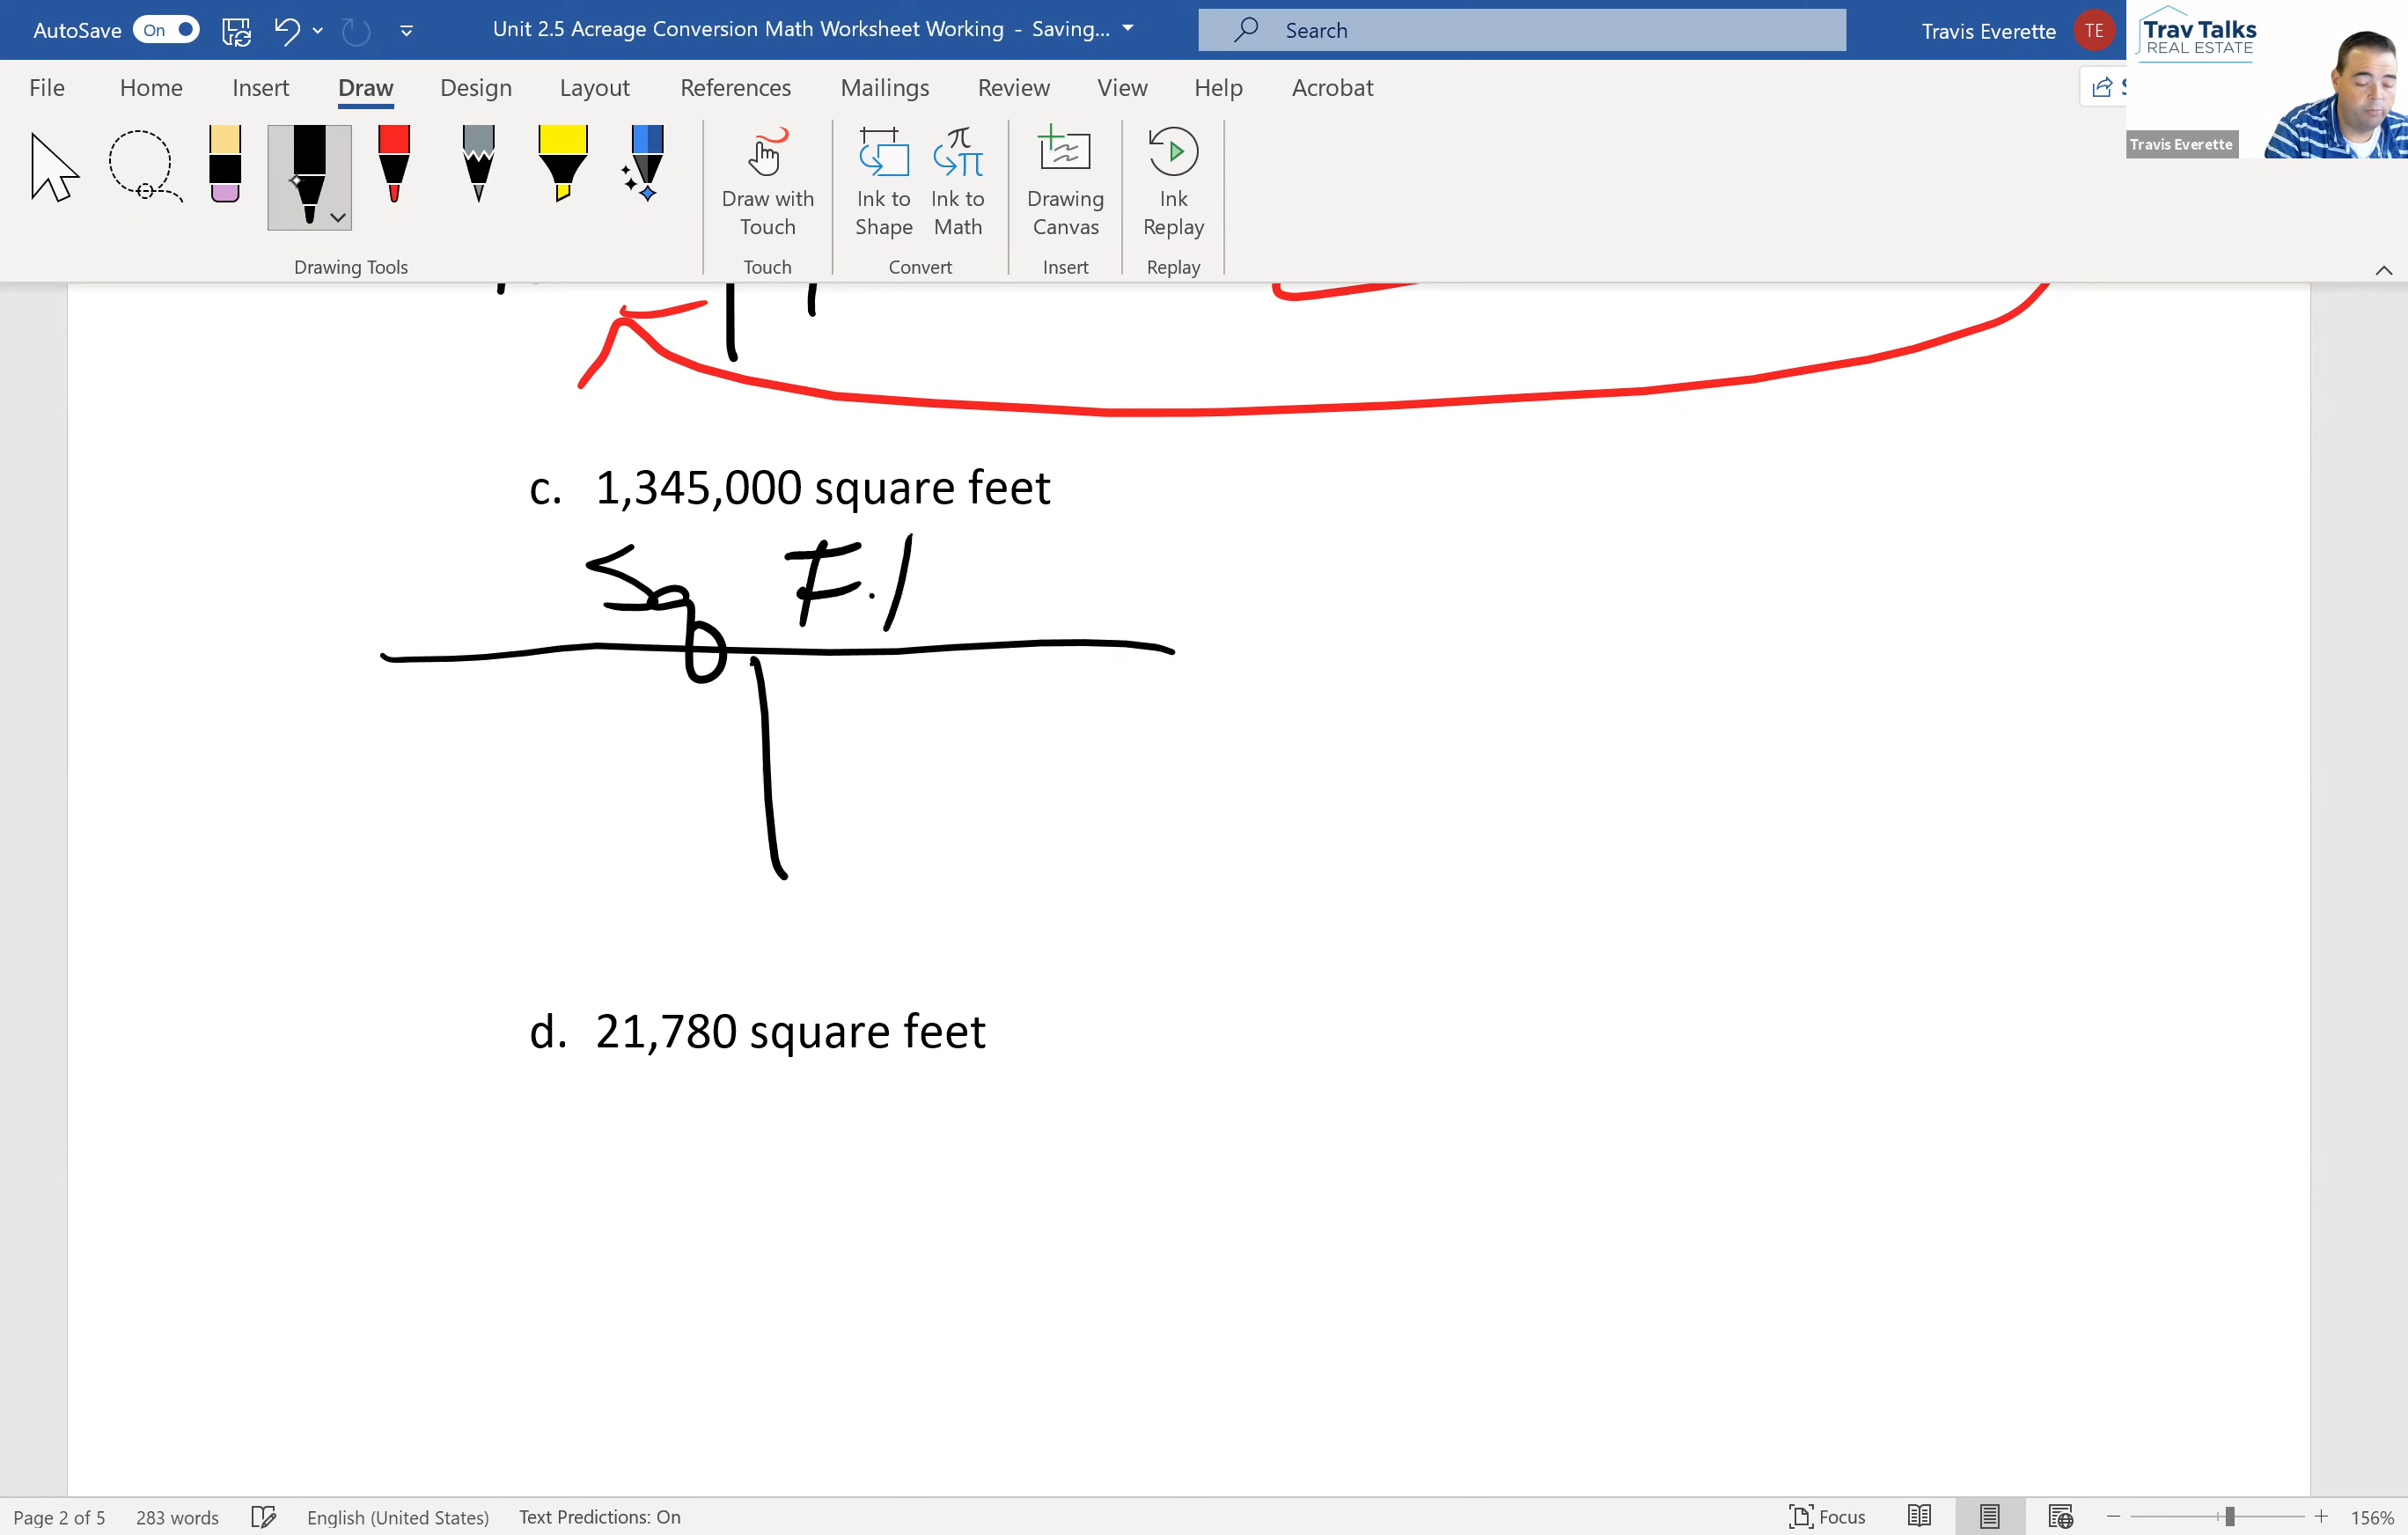 AutoSave On Unit 2.5 Acreage Conversion Math Worksheet Working - Saving... Search Travis Everette TE
Trav Talks
REAL ESTATE
Travis Everette
File Home Insert Draw Design Layout References Mailings Review View Help Acrobat
Draw with Touch Ink to Shape Ink to Math Drawing Canvas Ink Replay
Drawing Tools Touch Convert Insert Replay
c. 1,345,000 square feet
Sq F.
d. 21,780 square feet
Page 2 of 5 283 words English (United States) Text Predictions: On Focus 156%